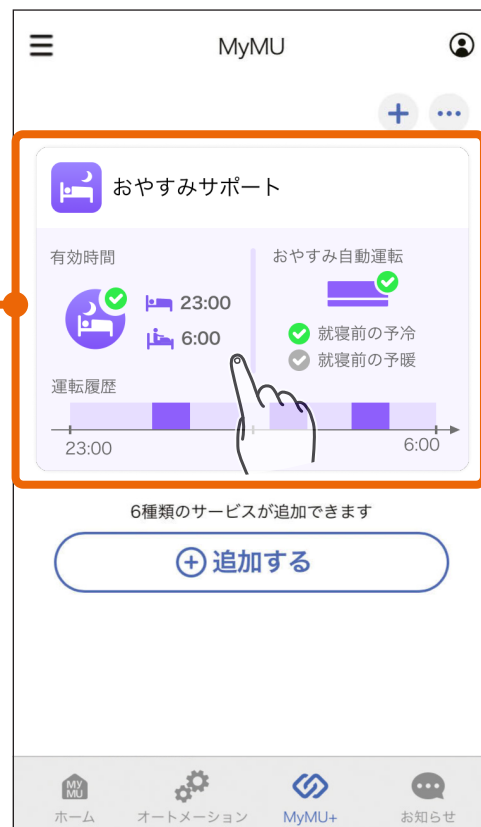 MyMU
おやすみサポート
有効時間
23:00
6:00
おやすみ自動運転
就寝前の予冷
就寝前の予暖
運転履歴
23:00
6:00
6種類のサービスが追加できます
追加する
MY
MU
ホーム
オートメーション
MyMU+
お知らせ